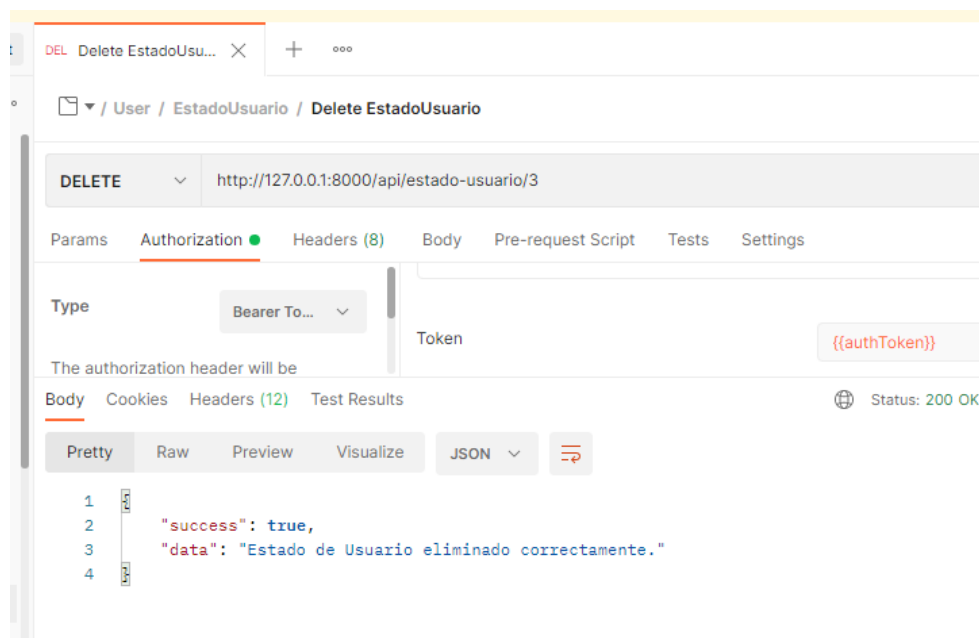 DEL Delete EstadoUsu...
/ User / EstadoUsuario / Delete EstadoUsuario
DELETE http://127.0.0.1:8000/api/estado-usuario/3
Params Authorization Headers (8) Body Pre-request Script Tests Settings
Type Bearer To...
Token {{authToken}}
The authorization header will be
Body Cookies Headers (12) Test Results Status: 200 OK
Pretty Raw Preview Visualize JSON
1 {
2 "success": true,
3 "data": "Estado de Usuario eliminado correctamente."
4 }